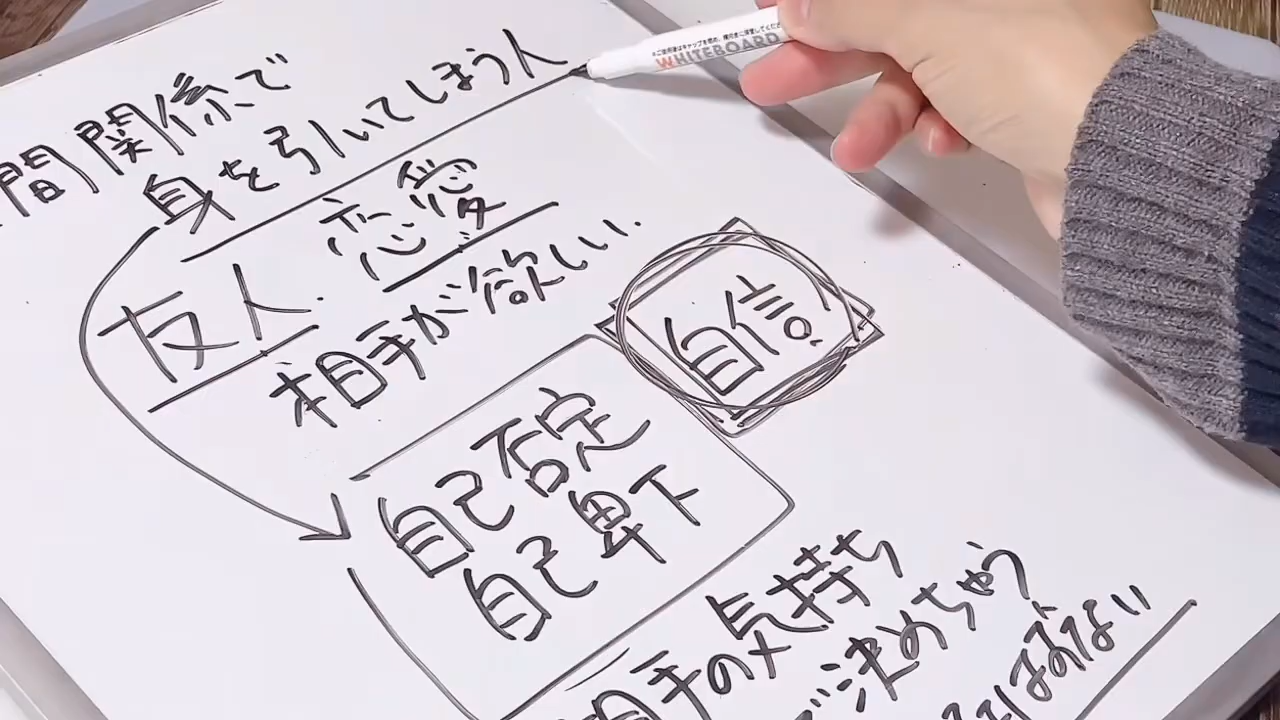 間関係で
身を引いてしまう人
友人. 恋愛
相手が欲しい.
自信。
自己否定
自己卑下
相手の気持ち
決めちゃう
WHITEBOARD